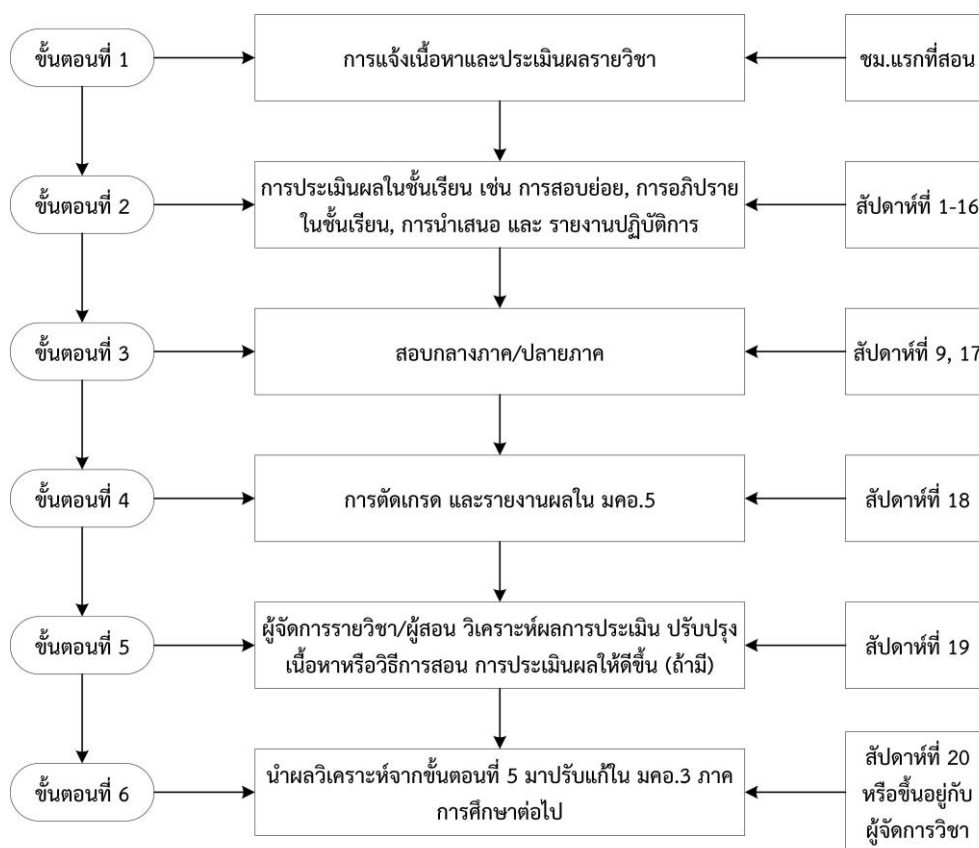 ขั้นตอนที่ 1
การแจ้งเนื้อหาและประเมินผลรายวิชา
ชม.แรกที่สอน
ขั้นตอนที่ 2
การประเมินผลในชั้นเรียน เช่น การสอบย่อย, การอภิปราย
ในชั้นเรียน, การนำเสนอ และ รายงานปฏิบัติการ
สัปดาห์ที่ 1-16
ขั้นตอนที่ 3
สอบกลางภาค/ปลายภาค
สัปดาห์ที่ 9, 17
ขั้นตอนที่ 4
การตัดเกรด และรายงานผลใน มคอ.5
สัปดาห์ที่ 18
ขั้นตอนที่ 5
ผู้จัดการรายวิชา/ผู้สอน วิเคราะห์ผลการประเมิน ปรับปรุง
เนื้อหาหรือวิธีการสอน การประเมินผลให้ดีขึ้น (ถ้ามี)
สัปดาห์ที่ 19
ขั้นตอนที่ 6
นำผลวิเคราะห์จากขั้นตอนที่ 5 มาปรับแก้ใน มคอ.3 ภาค
การศึกษาต่อไป
สัปดาห์ที่ 20
หรือขึ้นอยู่กับ
ผู้จัดการวิชา